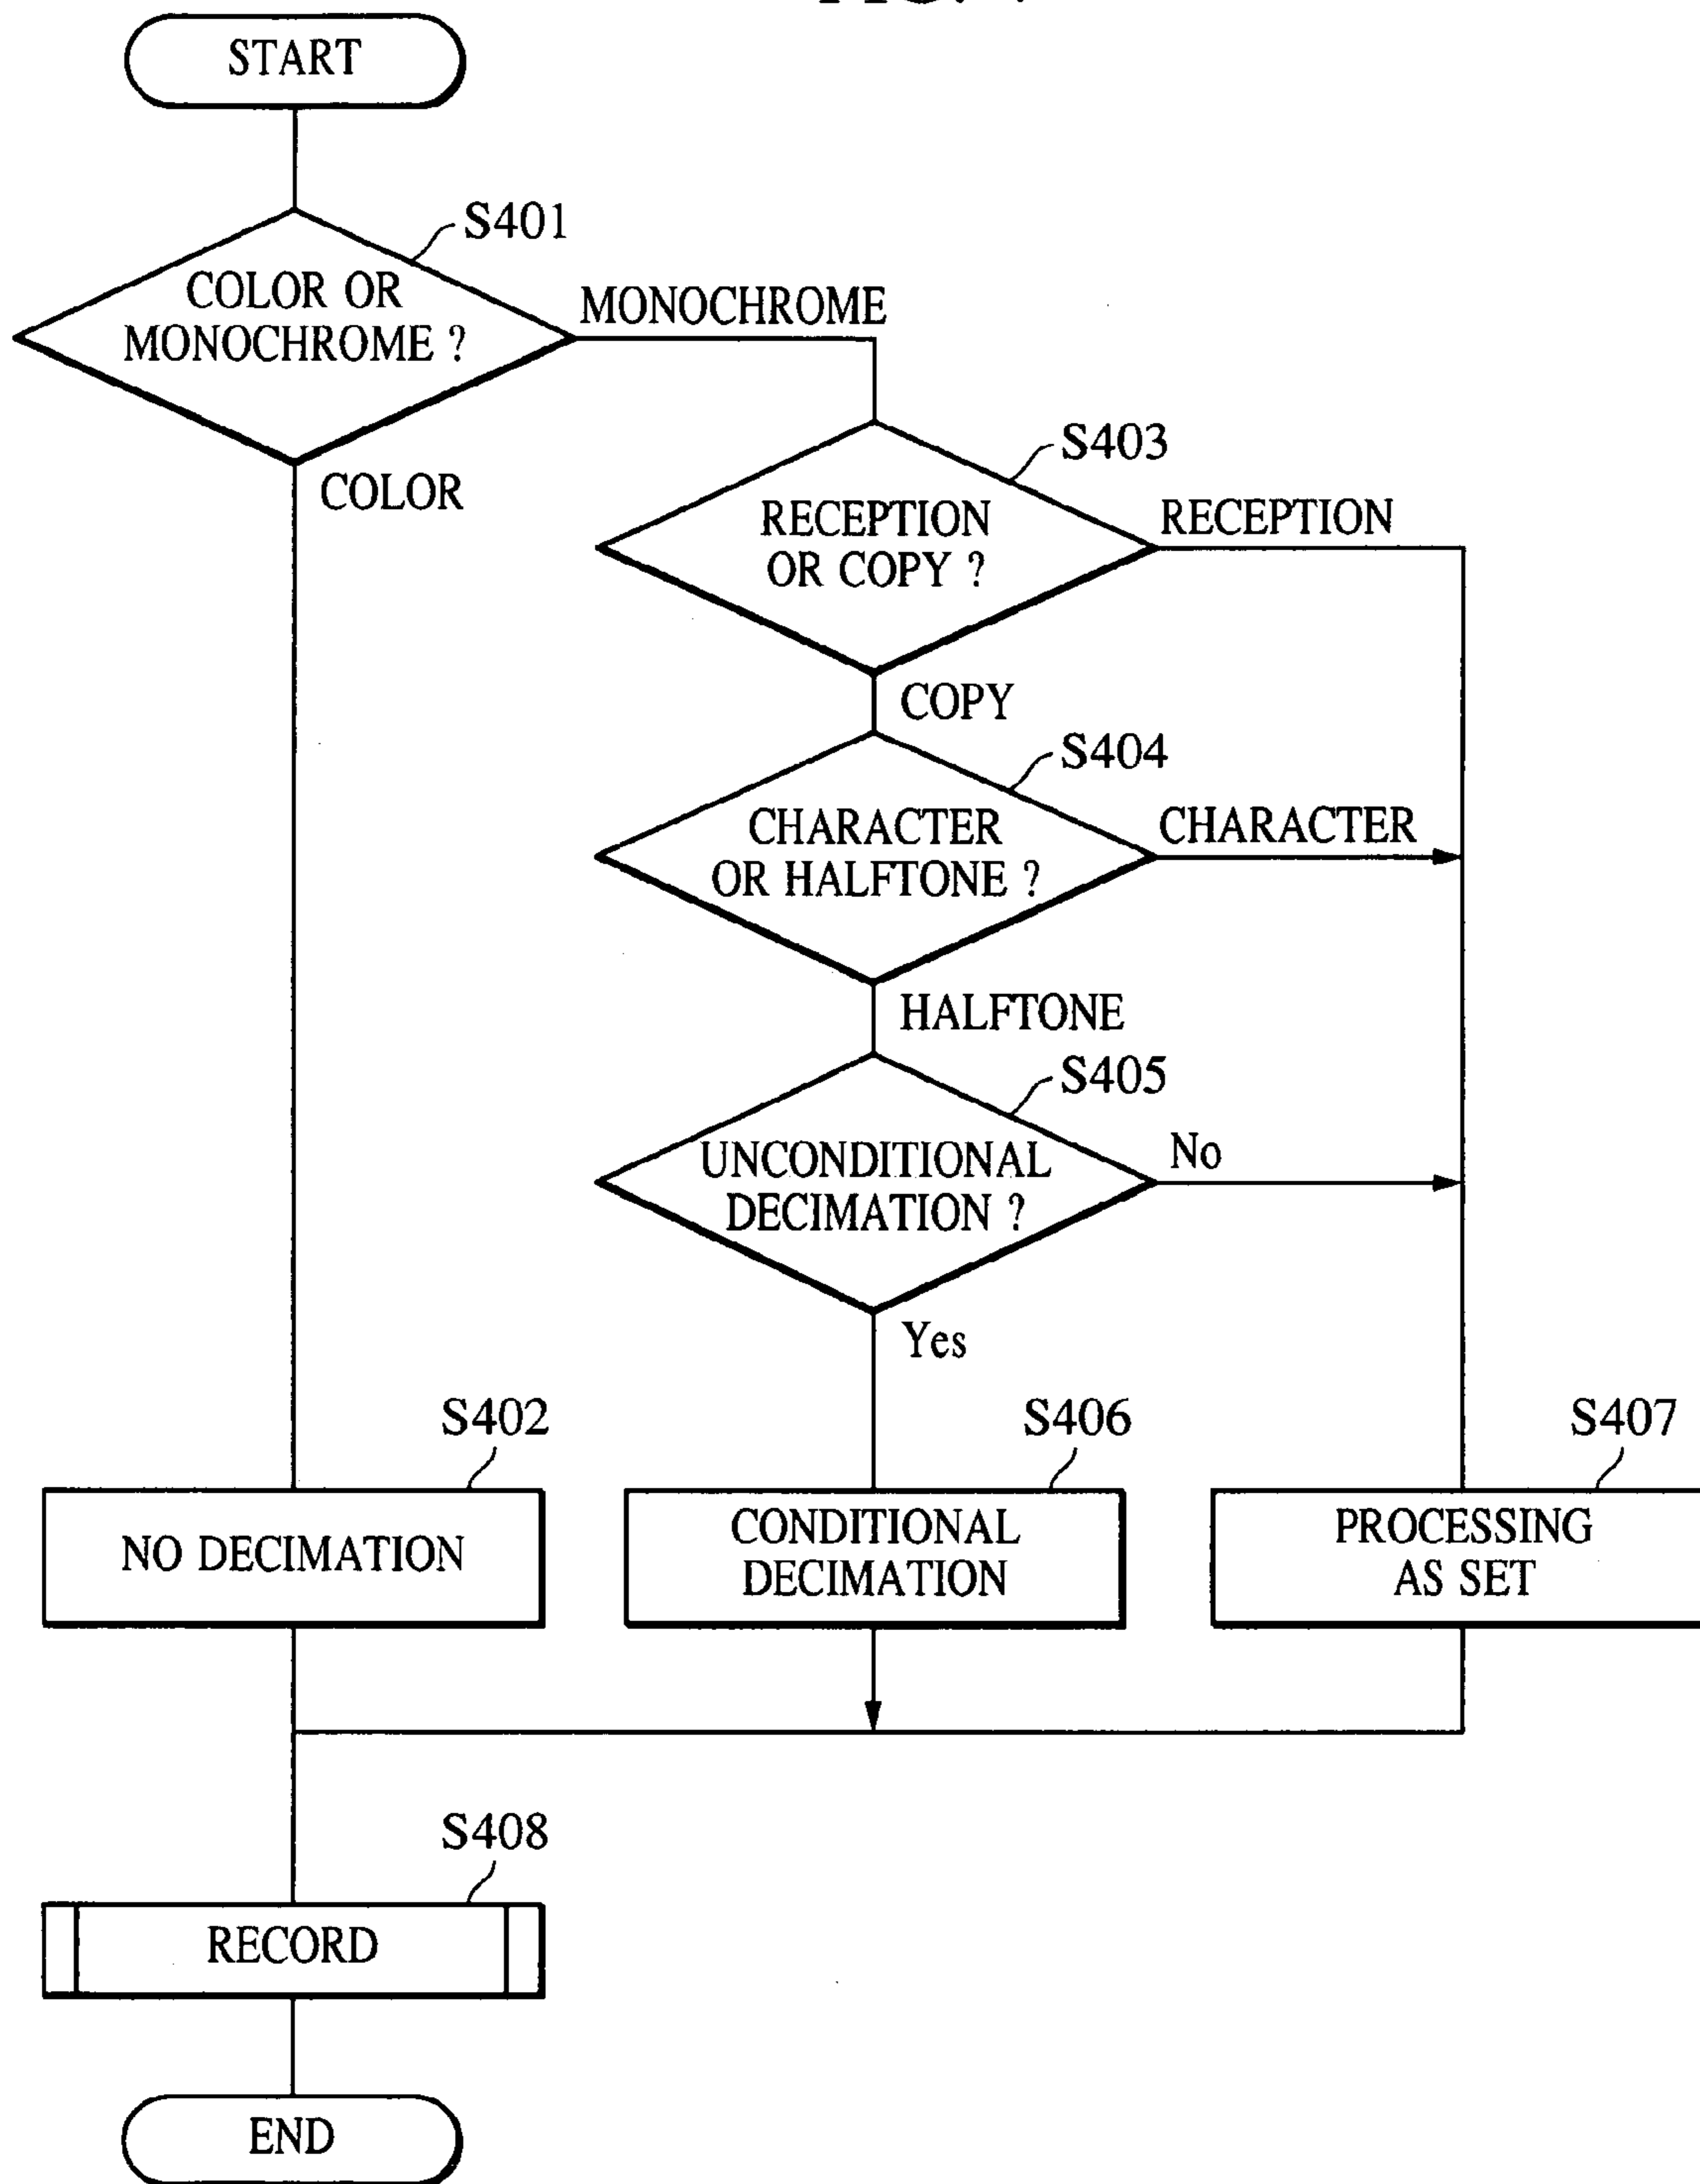 START
S401
COLOR OR
MONOCHROME ?
MONOCHROME
COLOR
S403
RECEPTION
OR COPY ?
RECEPTION
COPY
S404
CHARACTER
OR HALFTONE ?
CHARACTER
HALFTONE
S405
UNCONDITIONAL
DECIMATION ?
No
Yes
S402
NO DECIMATION
S406
CONDITIONAL
DECIMATION
S407
PROCESSING
AS SET
S408
RECORD
END